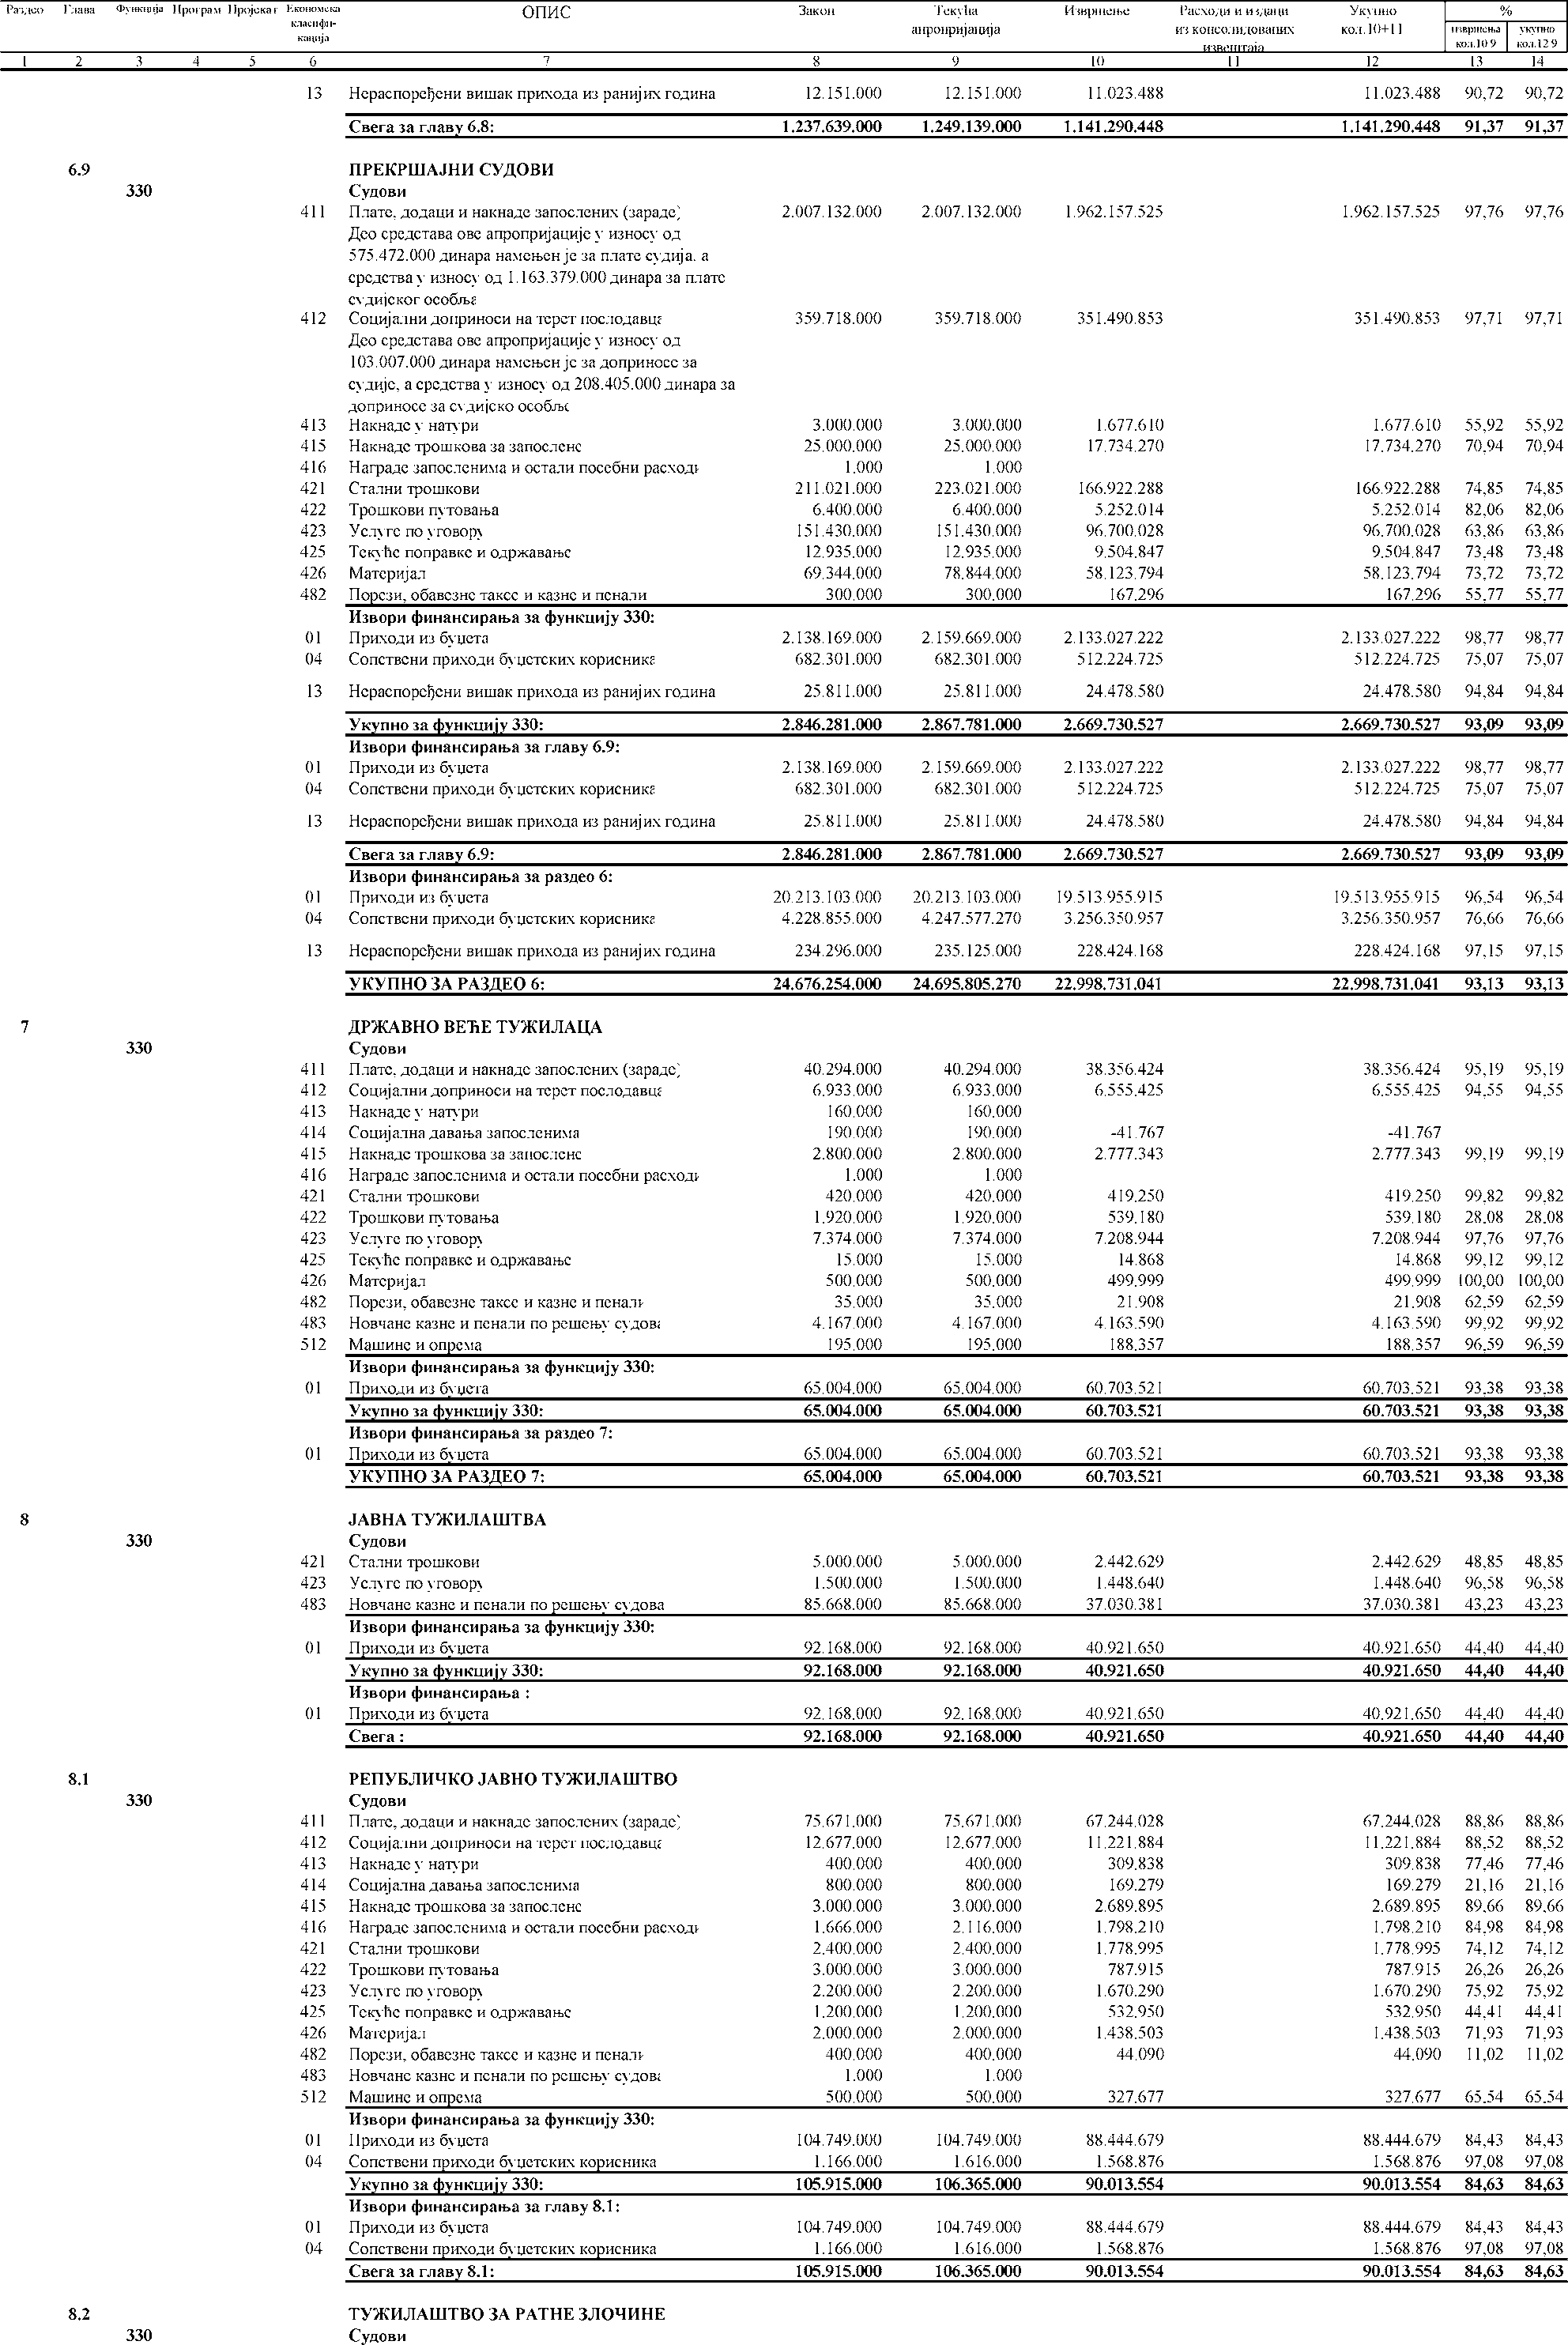 Раздео Глава Функција Програм Пројекат Економска ОПИС Закон Текућа Извршење Расходи и издаци Укупно %
класифи- апропријација из консолидованих кол.10+11 извршења укупно
кација извештаја кол.10/9 кол.12/9
1 2 3 4 5 6 7 8 9 10 11 12 13 14
13 Нераспоређени вишак прихода из ранијих година 12.151.000 12.151.000 11.023.488 11.023.488 90,72 90,72
Свега за главу 6.8: 1.237.639.000 1.249.139.000 1.141.290.448 1.141.290.448 91,37 91,37
6.9 ПРЕКРШАЈНИ СУДОВИ
330 Судови
411 Плате, додаци и накнаде запослених (зараде) 2.007.132.000 2.007.132.000 1.962.157.525 1.962.157.525 97,76 97,76
Део средстава ове апропријације у износу од
575.472.000 динара намењен је за плате судија, а
средства у износу од 1.163.379.000 динара за плате
судијског особља
412 Социјални доприноси на терет послодавца 359.718.000 359.718.000 351.490.853 351.490.853 97,71 97,71
Део средстава ове апропријације у износу од
103.007.000 динара намењен је за доприносе за
судије, а средства у износу од 208.405.000 динара за
доприносе за судијско особље
413 Накнаде у натури 3.000.000 3.000.000 1.677.610 1.677.610 55,92 55,92
415 Накнаде трошкова за запослене 25.000.000 25.000.000 17.734.270 17.734.270 70,94 70,94
416 Награде запосленима и остали посебни расходи 1.000 1.000
421 Стални трошкови 211.021.000 223.021.000 166.922.288 166.922.288 74,85 74,85
422 Трошкови путовања 6.400.000 6.400.000 5.252.014 5.252.014 82,06 82,06
423 Услуге по уговору 151.430.000 151.430.000 96.700.028 96.700.028 63,86 63,86
425 Текуће поправке и одржавање 12.935.000 12.935.000 9.504.847 9.504.847 73,48 73,48
426 Материјал 69.344.000 78.844.000 58.123.794 58.123.794 73,72 73,72
482 Порези, обавезне таксе и казне и пенали 300.000 300.000 167.296 167.296 55,77 55,77
Извори финансирања за функцију 330:
01 Приходи из буџета 2.138.169.000 2.159.669.000 2.133.027.222 2.133.027.222 98,77 98,77
04 Сопствени приходи буџетских корисника 682.301.000 682.301.000 512.224.725 512.224.725 75,07 75,07
13 Нераспоређени вишак прихода из ранијих година 25.811.000 25.811.000 24.478.580 24.478.580 94,84 94,84
Укупно за функцију 330: 2.846.281.000 2.867.781.000 2.669.730.527 2.669.730.527 93,09 93,09
Извори финансирања за главу 6.9:
01 Приходи из буџета 2.138.169.000 2.159.669.000 2.133.027.222 2.133.027.222 98,77 98,77
04 Сопствени приходи буџетских корисника 682.301.000 682.301.000 512.224.725 512.224.725 75,07 75,07
13 Нераспоређени вишак прихода из ранијих година 25.811.000 25.811.000 24.478.580 24.478.580 94,84 94,84
Свега за главу 6.9: 2.846.281.000 2.867.781.000 2.669.730.527 2.669.730.527 93,09 93,09
Извори финансирања за раздео 6:
01 Приходи из буџета 20.213.103.000 20.213.103.000 19.513.955.915 19.513.955.915 96,54 96,54
04 Сопствени приходи буџетских корисника 4.228.855.000 4.247.577.270 3.256.350.957 3.256.350.957 76,66 76,66
13 Нераспоређени вишак прихода из ранијих година 234.296.000 235.125.000 228.424.168 228.424.168 97,15 97,15
УКУПНО ЗА РАЗДЕО 6: 24.676.254.000 24.695.805.270 22.998.731.041 22.998.731.041 93,13 93,13
7 ДРЖАВНО ВЕЋЕ ТУЖИЛАЦА
330 Судови
411 Плате, додаци и накнаде запослених (зараде) 40.294.000 40.294.000 38.356.424 38.356.424 95,19 95,19
412 Социјални доприноси на терет послодавца 6.933.000 6.933.000 6.555.425 6.555.425 94,55 94,55
413 Накнаде у натури 160.000 160.000
414 Социјална давања запосленима 190.000 190.000 -41.767 -41.767
415 Накнаде трошкова за запослене 2.800.000 2.800.000 2.777.343 2.777.343 99,19 99,19
416 Награде запосленима и остали посебни расходи 1.000 1.000
421 Стални трошкови 420.000 420.000 419.250 419.250 99,82 99,82
422 Трошкови путовања 1.920.000 1.920.000 539.180 539.180 28,08 28,08
423 Услуге по уговору 7.374.000 7.374.000 7.208.944 7.208.944 97,76 97,76
425 Текуће поправке и одржавање 15.000 15.000 14.868 14.868 99,12 99,12
426 Материјал 500.000 500.000 499.999 499.999 100,00 100,00
482 Порези, обавезне таксе и казне и пенали 35.000 35.000 21.908 21.908 62,59 62,59
483 Новчане казне и пенали по решењу судова 4.167.000 4.167.000 4.163.590 4.163.590 99,92 99,92
512 Машине и опрема 195.000 195.000 188.357 188.357 96,59 96,59
Извори финансирања за функцију 330:
01 Приходи из буџета 65.004.000 65.004.000 60.703.521 60.703.521 93,38 93,38
Укупно за функцију 330: 65.004.000 65.004.000 60.703.521 60.703.521 93,38 93,38
Извори финансирања за раздео 7:
01 Приходи из буџета 65.004.000 65.004.000 60.703.521 60.703.521 93,38 93,38
УКУПНО ЗА РАЗДЕО 7: 65.004.000 65.004.000 60.703.521 60.703.521 93,38 93,38
8 ЈАВНА ТУЖИЛАШТВА
330 Судови
421 Стални трошкови 5.000.000 5.000.000 2.442.629 2.442.629 48,85 48,85
423 Услуге по уговору 1.500.000 1.500.000 1.448.640 1.448.640 96,58 96,58
483 Новчане казне и пенали по решењу судова 85.668.000 85.668.000 37.030.381 37.030.381 43,23 43,23
Извори финансирања за функцију 330:
01 Приходи из буџета 92.168.000 92.168.000 40.921.650 40.921.650 44,40 44,40
Укупно за функцију 330: 92.168.000 92.168.000 40.921.650 40.921.650 44,40 44,40
Извори финансирања :
01 Приходи из буџета 92.168.000 92.168.000 40.921.650 40.921.650 44,40 44,40
Свега : 92.168.000 92.168.000 40.921.650 40.921.650 44,40 44,40
8.1 РЕПУБЛИЧКО ЈАВНО ТУЖИЛАШТВО
330 Судови
411 Плате, додаци и накнаде запослених (зараде) 75.671.000 75.671.000 67.244.028 67.244.028 88,86 88,86
412 Социјални доприноси на терет послодавца 12.677.000 12.677.000 11.221.884 11.221.884 88,52 88,52
413 Накнаде у натури 400.000 400.000 309.838 309.838 77,46 77,46
414 Социјална давања запосленима 800.000 800.000 169.279 169.279 21,16 21,16
415 Накнаде трошкова за запослене 3.000.000 3.000.000 2.689.895 2.689.895 89,66 89,66
416 Награде запосленима и остали посебни расходи 1.666.000 2.116.000 1.798.210 1.798.210 84,98 84,98
421 Стални трошкови 2.400.000 2.400.000 1.778.995 1.778.995 74,12 74,12
422 Трошкови путовања 3.000.000 3.000.000 787.915 787.915 26,26 26,26
423 Услуге по уговору 2.200.000 2.200.000 1.670.290 1.670.290 75,92 75,92
425 Текуће поправке и одржавање 1.200.000 1.200.000 532.950 532.950 44,41 44,41
426 Материјал 2.000.000 2.000.000 1.438.503 1.438.503 71,93 71,93
482 Порези, обавезне таксе и казне и пенали 400.000 400.000 44.090 44.090 11,02 11,02
483 Новчане казне и пенали по решењу судова 1.000 1.000
512 Машине и опрема 500.000 500.000 327.677 327.677 65,54 65,54
Извори финансирања за функцију 330:
01 Приходи из буџета 104.749.000 104.749.000 88.444.679 88.444.679 84,43 84,43
04 Сопствени приходи буџетских корисника 1.166.000 1.616.000 1.568.876 1.568.876 97,08 97,08
Укупно за функцију 330: 105.915.000 106.365.000 90.013.554 90.013.554 84,63 84,63
Извори финансирања за главу 8.1:
01 Приходи из буџета 104.749.000 104.749.000 88.444.679 88.444.679 84,43 84,43
04 Сопствени приходи буџетских корисника 1.166.000 1.616.000 1.568.876 1.568.876 97,08 97,08
Свега за главу 8.1: 105.915.000 106.365.000 90.013.554 90.013.554 84,63 84,63
8.2 ТУЖИЛАШТВО ЗА РАТНЕ ЗЛОЧИНЕ
330 Судови